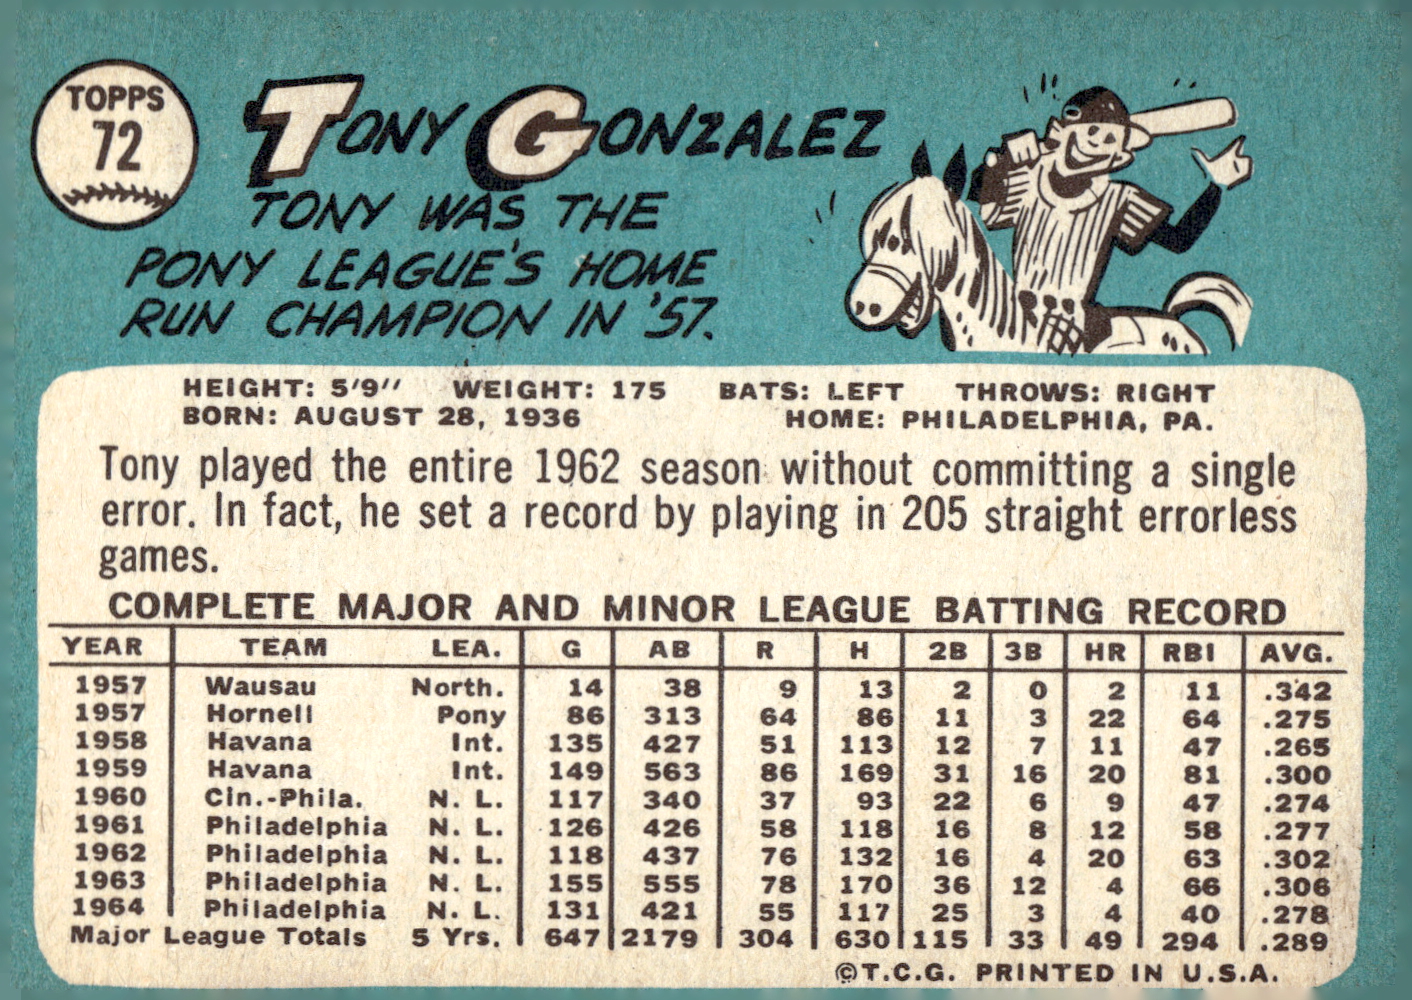 TOPPS
72
TONY GONZALEZ
TONY WAS THE
PONY LEAGUE'S HOME
RUN CHAMPION IN '57.
HEIGHT: 5'9" WEIGHT: 175 BATS: LEFT THROWS: RIGHT
BORN: AUGUST 28, 1936 HOME: PHILADELPHIA, PA.
Tony played the entire 1962 season without committing a single
error. In fact, he set a record by playing in 205 straight errorless
games.
COMPLETE MAJOR AND MINOR LEAGUE BATTING RECORD
YEAR TEAM LEA. G AB R H 2B 3B HR RBI AVG.
1957 Wausau North. 14 38 9 13 2 0 2 11 .342
1957 Hornell Pony 86 313 64 86 11 3 22 64 .275
1958 Havana Int. 135 427 51 113 12 7 11 47 .265
1959 Havana Int. 149 563 86 169 31 16 20 81 .300
1960 Cin.-Phila. N. L. 117 340 37 93 22 6 9 47 .274
1961 Philadelphia N. L. 126 426 58 118 16 8 12 58 .277
1962 Philadelphia N. L. 118 437 76 132 16 4 20 63 .302
1963 Philadelphia N. L. 155 555 78 170 36 12 4 66 .306
1964 Philadelphia N. L. 131 421 55 117 25 3 4 40 .278
Major League Totals 5 Yrs. 647 2179 304 630 115 33 49 294 .289
©T.C.G. PRINTED IN U.S.A.